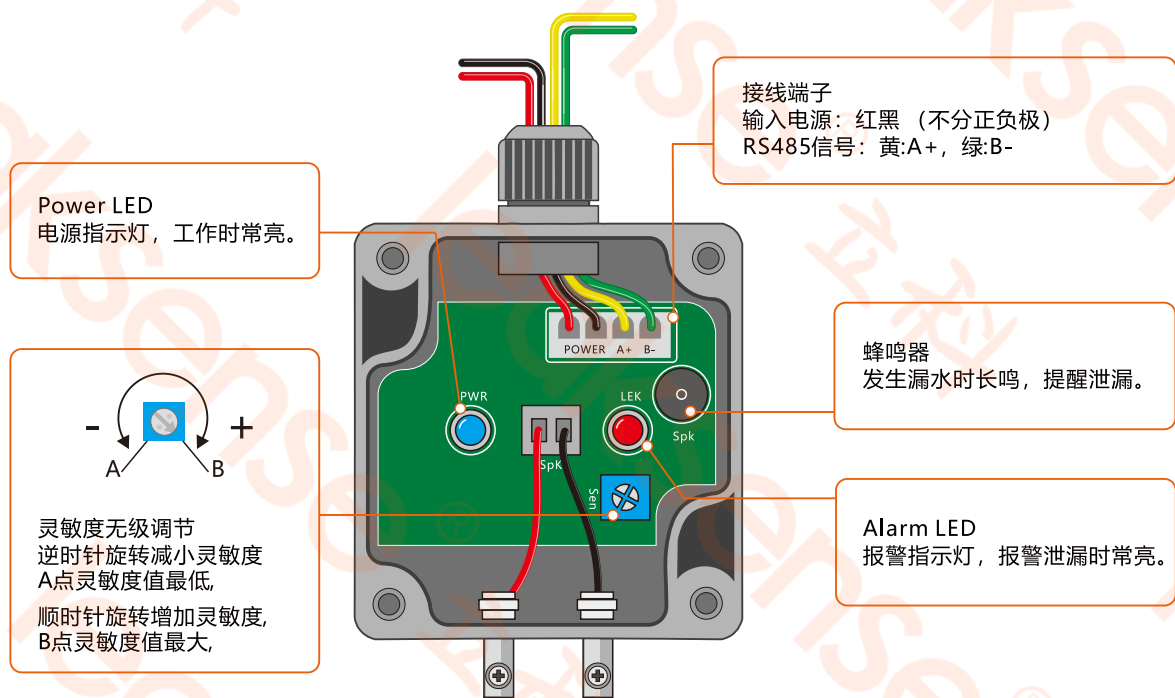 接线端子
输入电源：红黑 （不分正负极）
RS485信号：黄:A+，绿:B-
Power LED
电源指示灯，工作时常亮。
POWER A+ B-
蜂鸣器
发生漏水时长鸣，提醒泄漏。
PWR
LEK
Spk
SpK
Sen
- +
A B
灵敏度无级调节
逆时针旋转减小灵敏度
A点灵敏度值最低,
顺时针旋转增加灵敏度,
B点灵敏度值最大,
Alarm LED
报警指示灯，报警泄漏时常亮。
leaksense
立科